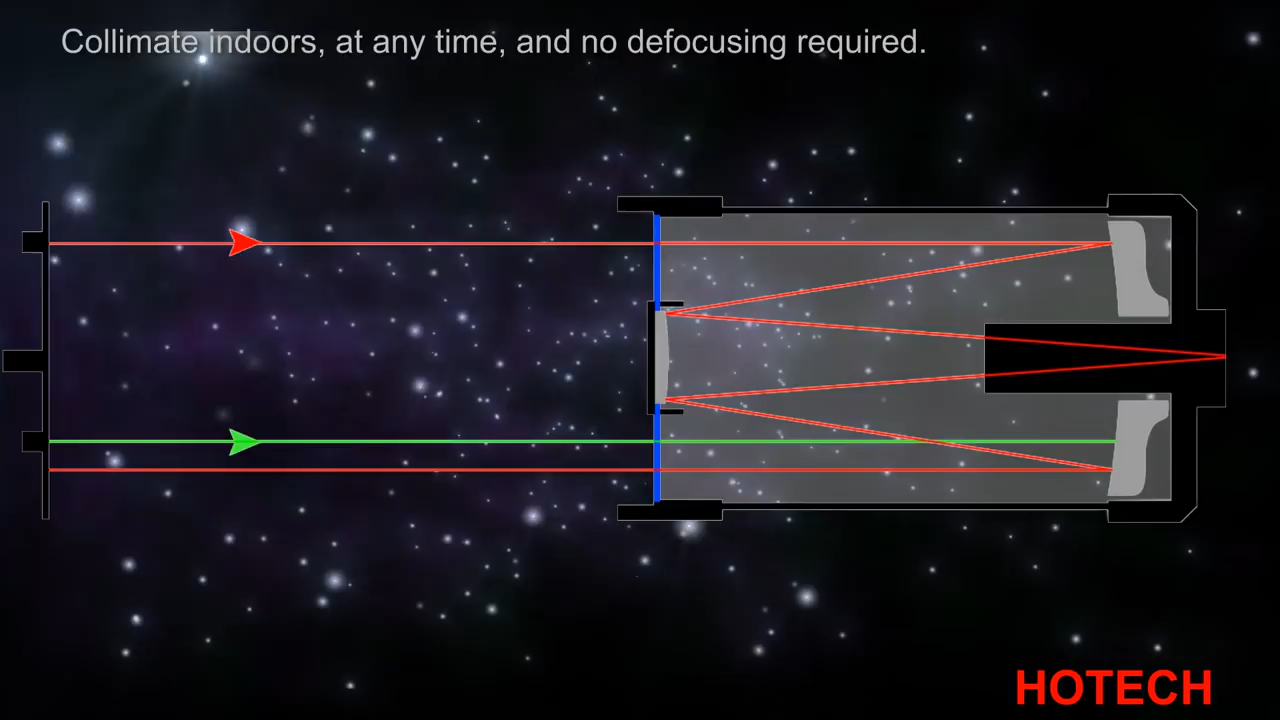 Collimate indoors, at any time, and no defocusing required.
HOTECH